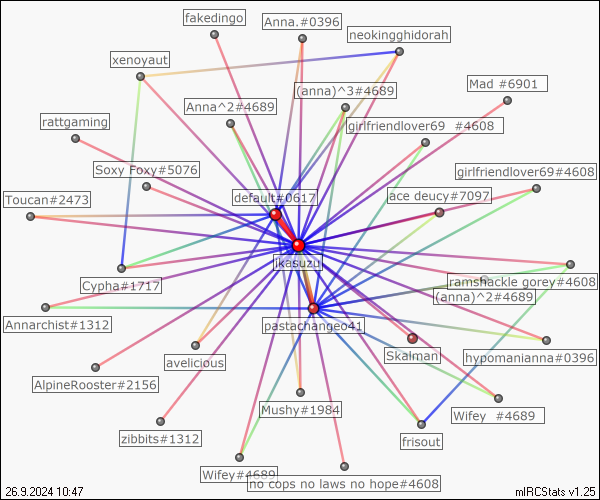 fakedingo
Anna.#0396
neokingghidorah
xenoyaut
Mad #6901
(anna)^3#4689
Anna^2#4689
rattgaming
girlfriendlover69 #4608
Soxy Foxy#5076
girlfriendlover69#4608
default#0617
ace deucy#7097
Toucan#2473
jkasuzu
Cypha#1717
ramshackle gorey#4608
(anna)^2#4689
Annarchist#1312
pastachangeo41
avelicious
Skalman
hypomanianna#0396
AlpineRooster#2156
Mushy#1984
Wifey #4689
zibbits#1312
frisout
Wifey#4689
no cops no laws no hope#4608
26.9.2024 10:47
mIRCStats v1.25